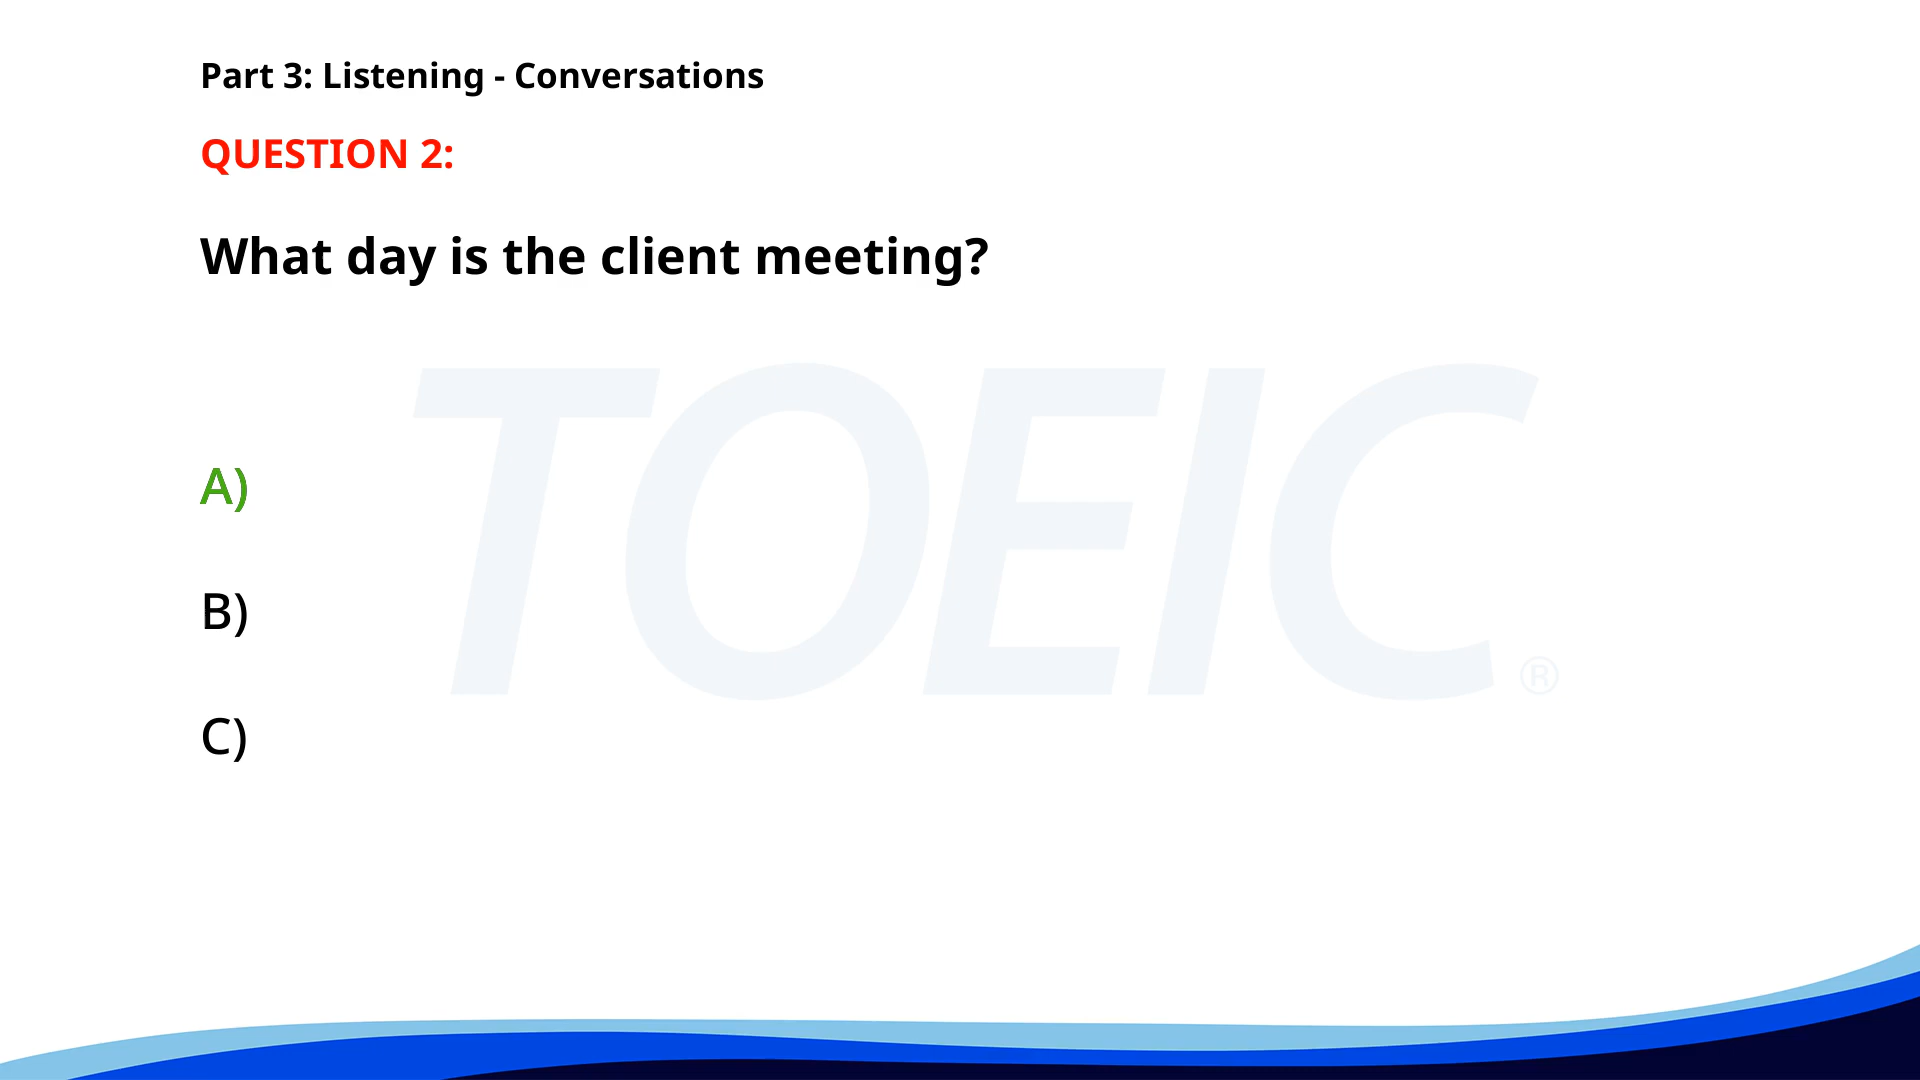 Part 3: Listening - Conversations
QUESTION 2:
What day is the client meeting?
TOEIC®
A)
B)
C)